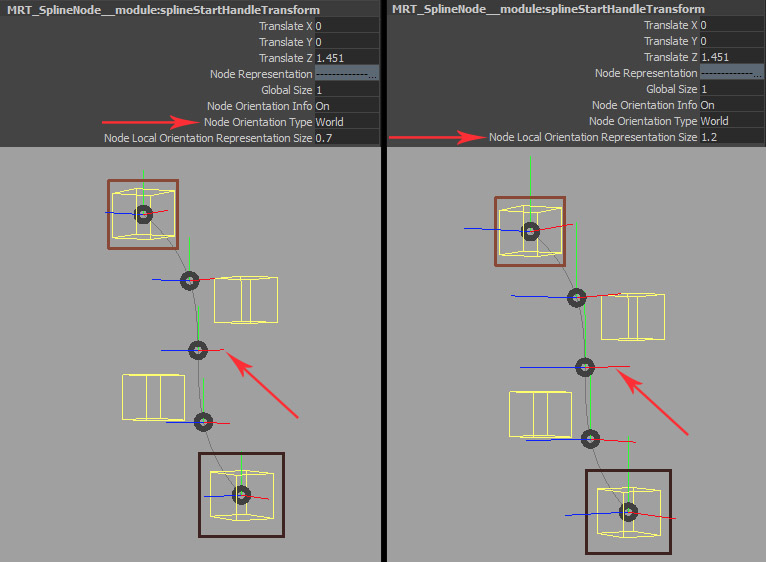 MRT_SplineNode__module:splineStartHandleTransform
Translate X 0
Translate Y 0
Translate Z 1.451
Node Representation -------------...
Global Size 1
Node Orientation Info On
Node Orientation Type World
Node Local Orientation Representation Size 0.7
MRT_SplineNode__module:splineStartHandleTransform
Translate X 0
Translate Y 0
Translate Z 1.451
Node Representation -------------...
Global Size 1
Node Orientation Info On
Node Orientation Type World
Node Local Orientation Representation Size 1.2